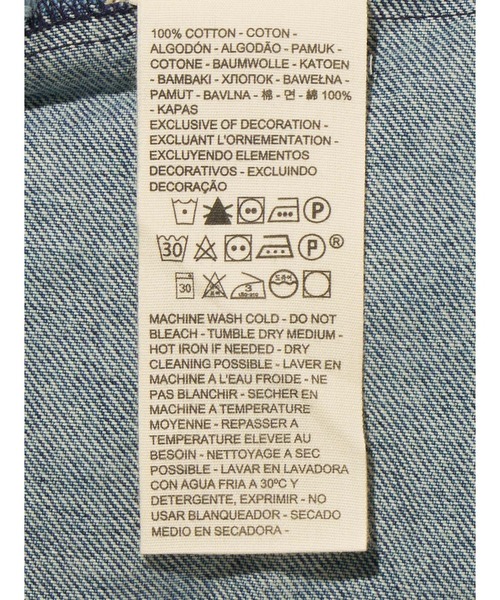 100% COTTON - COTON -
ALGODÓN - ALGODÃO - PAMUK -
COTONE - BAUMWOLLE - KATOEN
- BAMBAKI - ХЛОПОК - BAWEŁNA -
PAMUT - BAVLNA - 棉 - 면 - 綿 100%
- KAPAS
EXCLUSIVE OF DECORATION -
EXCLUANT L'ORNEMENTATION -
EXCLUYENDO ELEMENTOS
DECORATIVOS - EXCLUINDO
DECORAÇÃO
P
30 P ®
30 3
MACHINE WASH COLD - DO NOT
BLEACH - TUMBLE DRY MEDIUM -
HOT IRON IF NEEDED - DRY
CLEANING POSSIBLE - LAVER EN
MACHINE A L'EAU FROIDE - NE
PAS BLANCHIR - SECHER EN
MACHINE A TEMPERATURE
MOYENNE - REPASSER A
TEMPERATURE ELEVEE AU
BESOIN - NETTOYAGE A SEC
POSSIBLE - LAVAR EN LAVADORA
CON AGUA FRIA A 30ºC Y
DETERGENTE, EXPRIMIR - NO
USAR BLANQUEADOR - SECADO
MEDIO EN SECADORA -